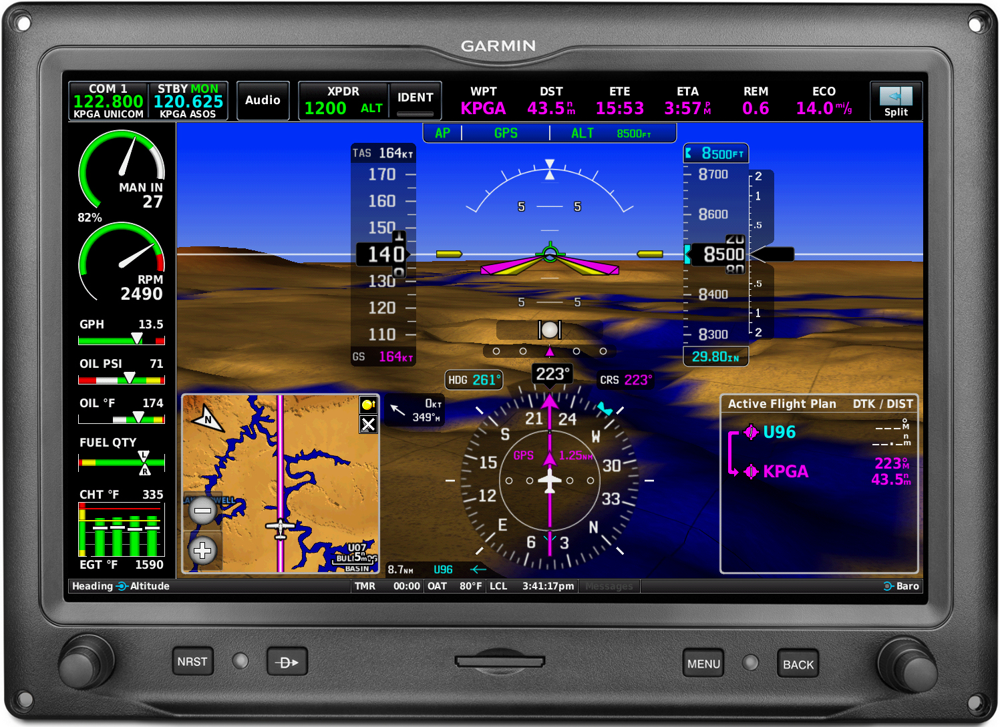 GARMIN
COM 1 STBY MON
122.800 120.625
KPGA UNICOM KPGA ASOS
Audio
XPDR
1200 ALT
IDENT
WPT DST ETE ETA REM ECO
KPGA 43.5nm 15:53 3:57PM 0.6 14.0mi/g
Split
AP GPS ALT 8500FT
MAN IN
27
82%
RPM
2490
GPH 13.5
OIL PSI 71
OIL °F 174
FUEL QTY
L
R
CHT °F 335
EGT °F 1590
TAS 164KT
170
160
150
140
130
120
110
GS 164KT
5 5
5 5
8500FT
8700
8600
20
8500
80
8400
8300
29.80IN
2
1
.5
.5
1
2
HDG 261°
223°
CRS 223°
0KT
349°M
N
U07
5nm
BASIN
21 24
S W
15 30
12 33
E N
6 3
GPS 1.25NM
8.7NM U96
Active Flight Plan DTK / DIST
U96 ___°M
__._nm
KPGA 223°M
43.5nm
Heading Altitude
TMR 00:00
OAT 80°F
LCL 3:41:17pm
Messages
Baro
NRST
D
MENU
BACK